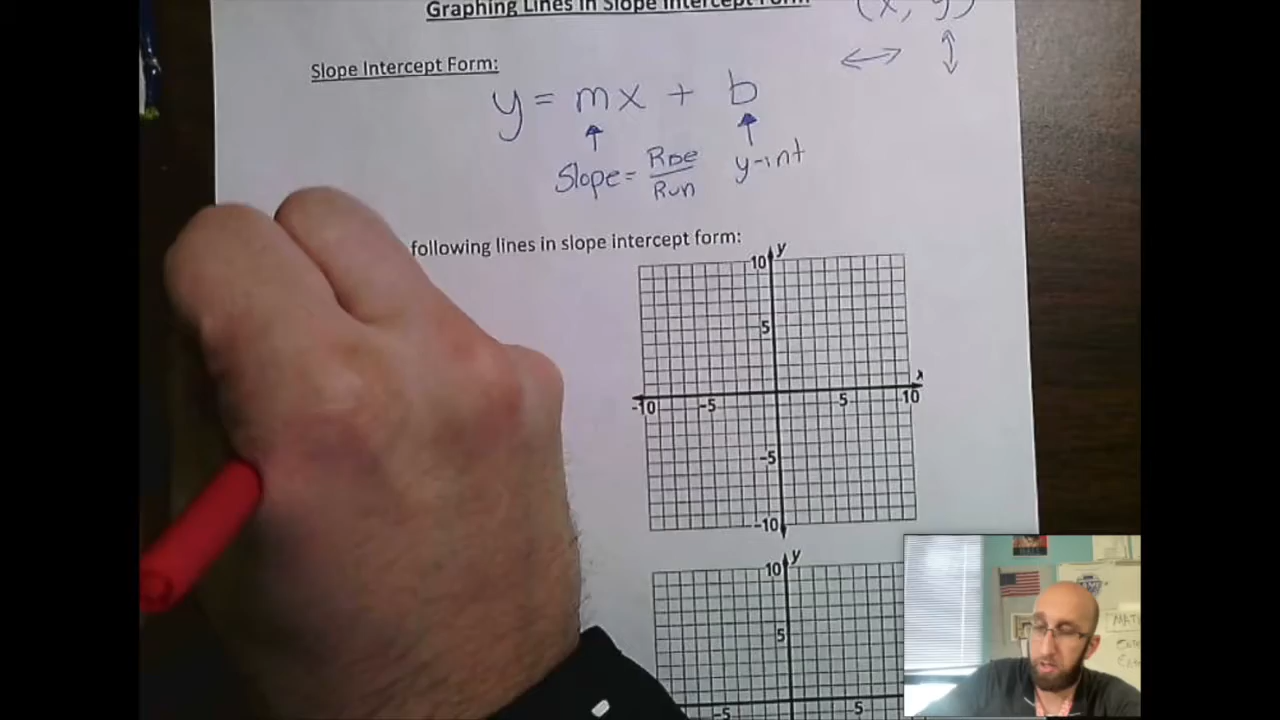 Graphing Lines in Slope Intercept Form
(x, y)
Slope Intercept Form:
y = mx + b
Slope = Rise
Run
y-int
following lines in slope intercept form:
y
10
5
x
-10 -5 5 10
-5
-10
y
10
5
-5 5
MATH